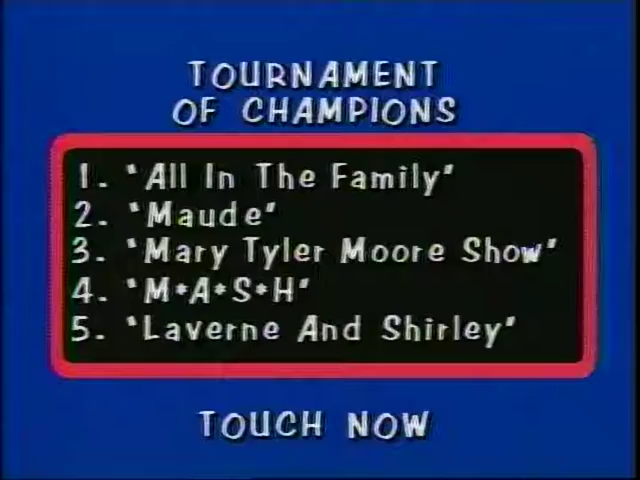 TOURNAMENT
OF CHAMPIONS
1. "All In The Family"
2. "Maude"
3. "Mary Tyler Moore Show"
4. "M*A*S*H"
5. "Laverne And Shirley"
TOUCH NOW